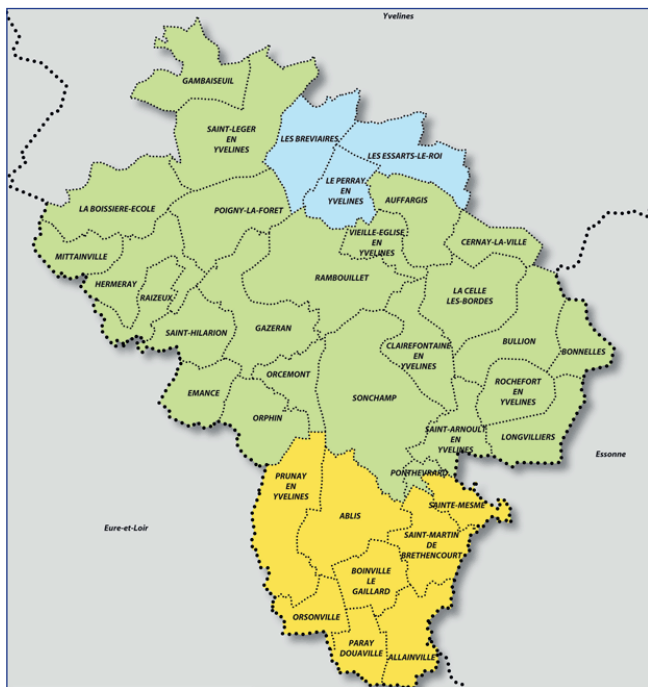 Yvelines
GAMBAISEUIL
SAINT-LEGER
EN
YVELINES
LES BREVIAIRES
LES ESSARTS-LE-ROI
LE PERRAY
EN
YVELINES
LA BOISSIERE-ECOLE
POIGNY-LA-FORET
AUFFARGIS
VIEILLE-EGLISE
EN
YVELINES
CERNAY-LA-VILLE
MITTAINVILLE
HERMERAY
RAIZEUX
RAMBOUILLET
LA CELLE
LES-BORDES
SAINT-HILARION
GAZERAN
CLAIREFONTAINE
EN
YVELINES
BULLION
BONNELLES
ORCEMONT
EMANCE
SONCHAMP
ROCHEFORT
EN
YVELINES
ORPHIN
SAINT-ARNOULT
EN
YVELINES
LONGVILLIERS
Essonne
PONTHEVRARD
PRUNAY
EN
YVELINES
SAINTE-MESME
ABLIS
Eure-et-Loir
SAINT-MARTIN
DE
BRETHENCOURT
BOINVILLE
LE
GAILLARD
ORSONVILLE
PARAY
DOUAVILLE
ALLAINVILLE